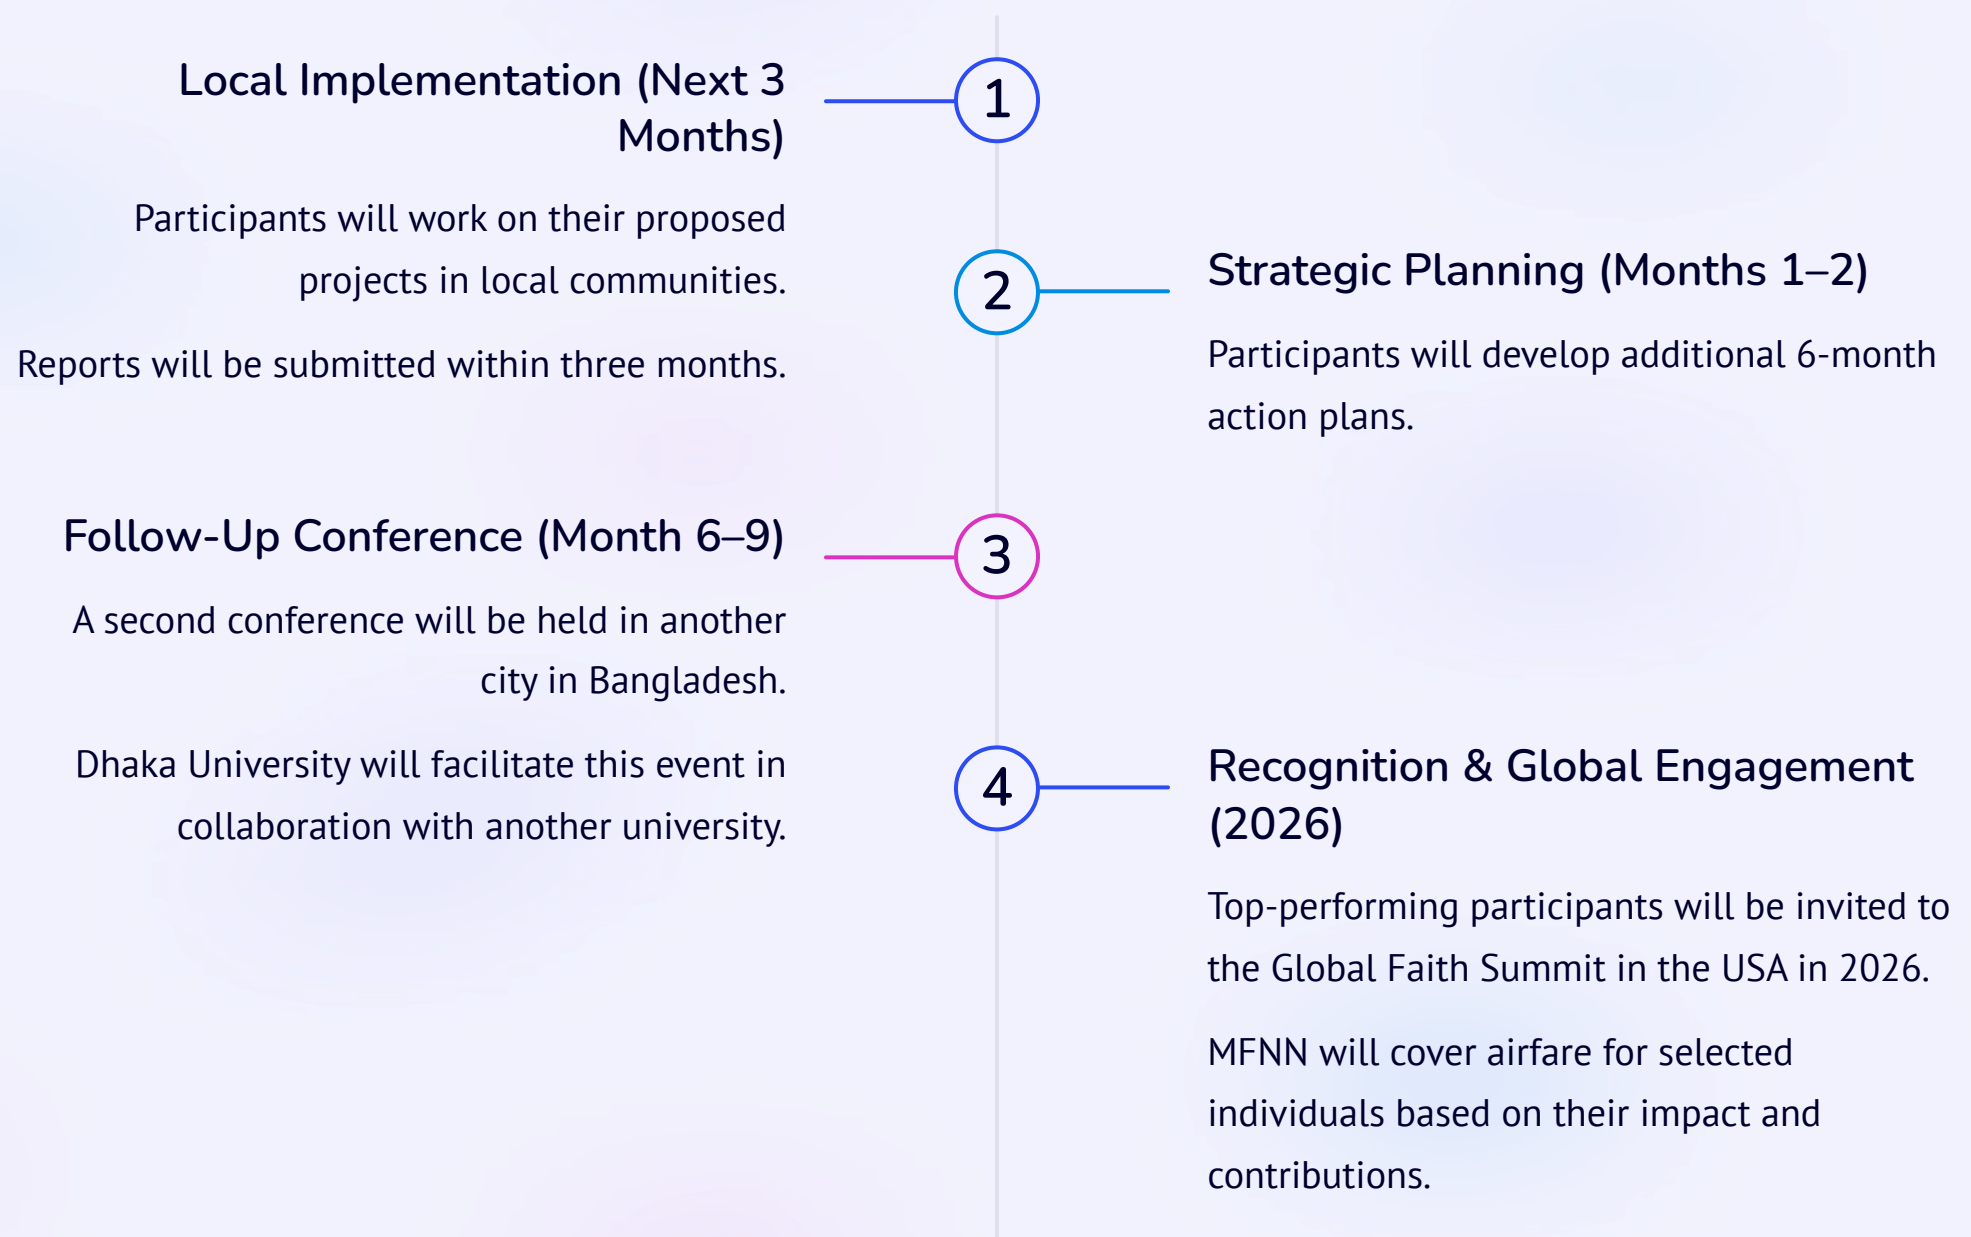 1
Local Implementation (Next 3
Months)
Participants will work on their proposed
projects in local communities.
Reports will be submitted within three months.
2
Strategic Planning (Months 1–2)
Participants will develop additional 6-month
action plans.
3
Follow-Up Conference (Month 6–9)
A second conference will be held in another
city in Bangladesh.
Dhaka University will facilitate this event in
collaboration with another university.
4
Recognition & Global Engagement
(2026)
Top-performing participants will be invited to
the Global Faith Summit in the USA in 2026.
MFNN will cover airfare for selected
individuals based on their impact and
contributions.